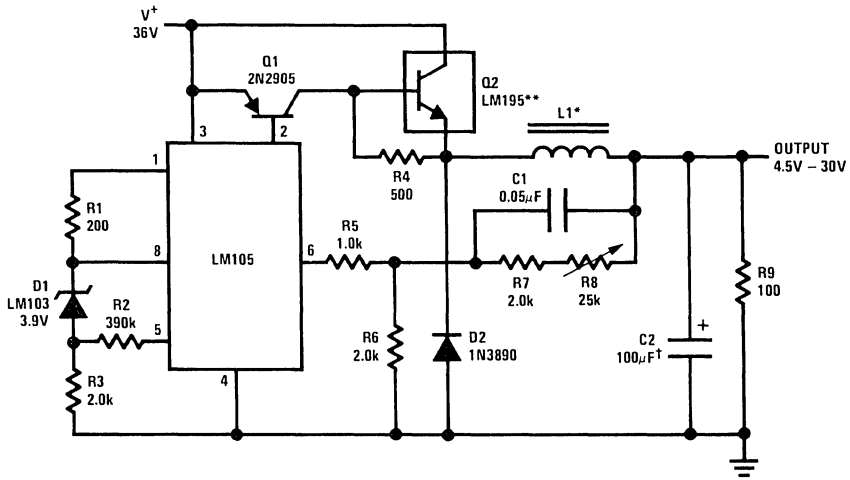 V+
36V
Q1
2N2905
Q2
LM195**
L1*
OUTPUT
4.5V – 30V
3
2
1
R4
500
C1
0.05μF
R1
200
R5
1.0k
8
LM105
6
R7
2.0k
R8
25k
R9
100
D1
LM103
3.9V
R2
390k
5
R6
2.0k
D2
1N3890
+
C2
100μF†
R3
2.0k
4